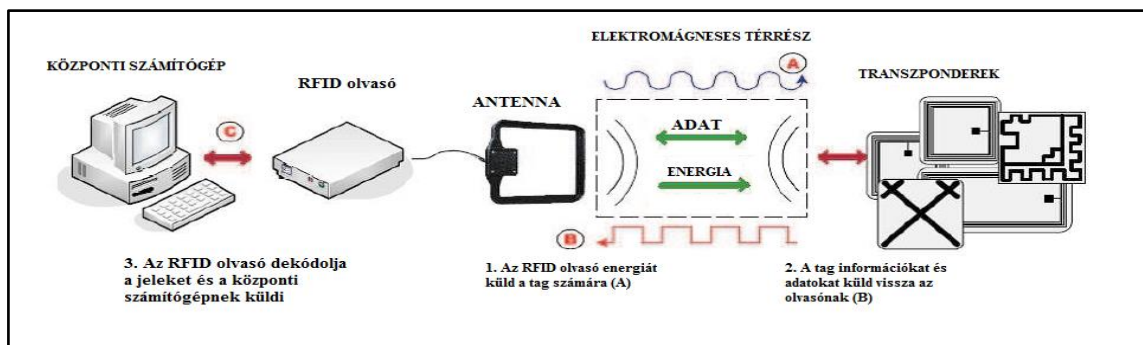 ELEKTROMÁGNESES TÉRRÉSZ
KÖZPONTI SZÁMÍTÓGÉP
RFID olvasó
ANTENNA
A
TRANSZPONDEREK
C
ADAT
ENERGIA
B
3. Az RFID olvasó dekódolja
a jeleket és a központi
számítógépnek küldi
1. Az RFID olvasó energiát
küld a tag számára (A)
2. A tag információkat és
adatokat küld vissza az
olvasónak (B)